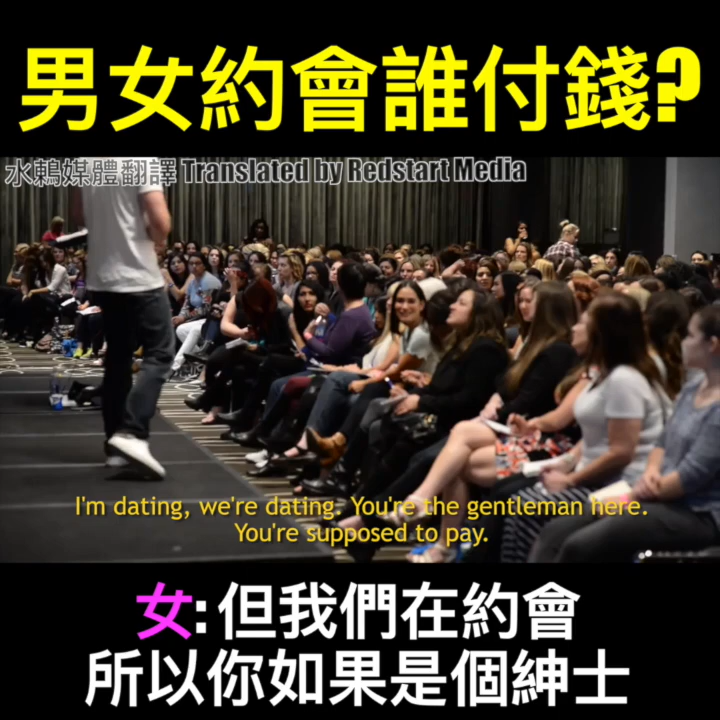 男女約會誰付錢?
水鶇媒體翻譯 Translated by Redstart Media
I'm dating, we're dating. You're the gentleman here.
You're supposed to pay.
女:但我們在約會
所以你如果是個紳士